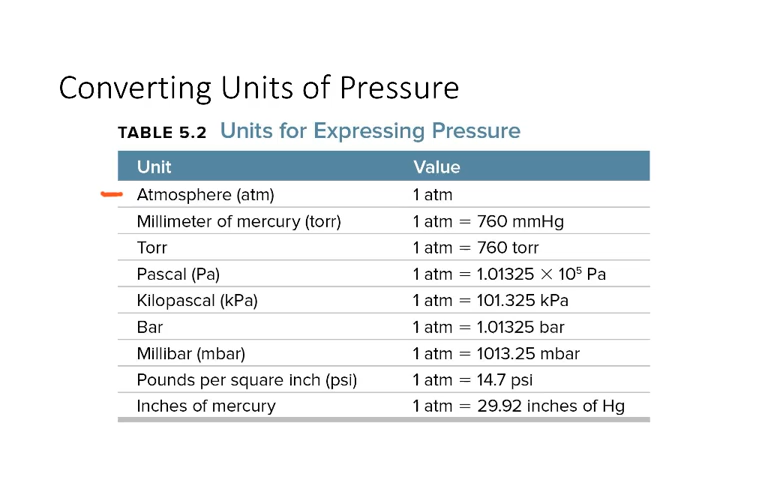 Converting Units of Pressure
TABLE 5.2 Units for Expressing Pressure
Unit Value
Atmosphere (atm) 1 atm
Millimeter of mercury (torr) 1 atm = 760 mmHg
Torr 1 atm = 760 torr
Pascal (Pa) 1 atm = 1.01325 × 10⁵ Pa
Kilopascal (kPa) 1 atm = 101.325 kPa
Bar 1 atm = 1.01325 bar
Millibar (mbar) 1 atm = 1013.25 mbar
Pounds per square inch (psi) 1 atm = 14.7 psi
Inches of mercury 1 atm = 29.92 inches of Hg